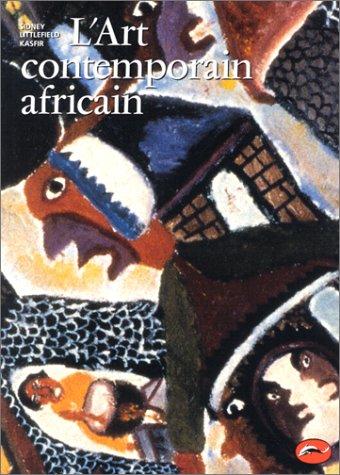 SIDNEY
LITTLEFIELD
KASFIR
L'Art
contemporain
africain